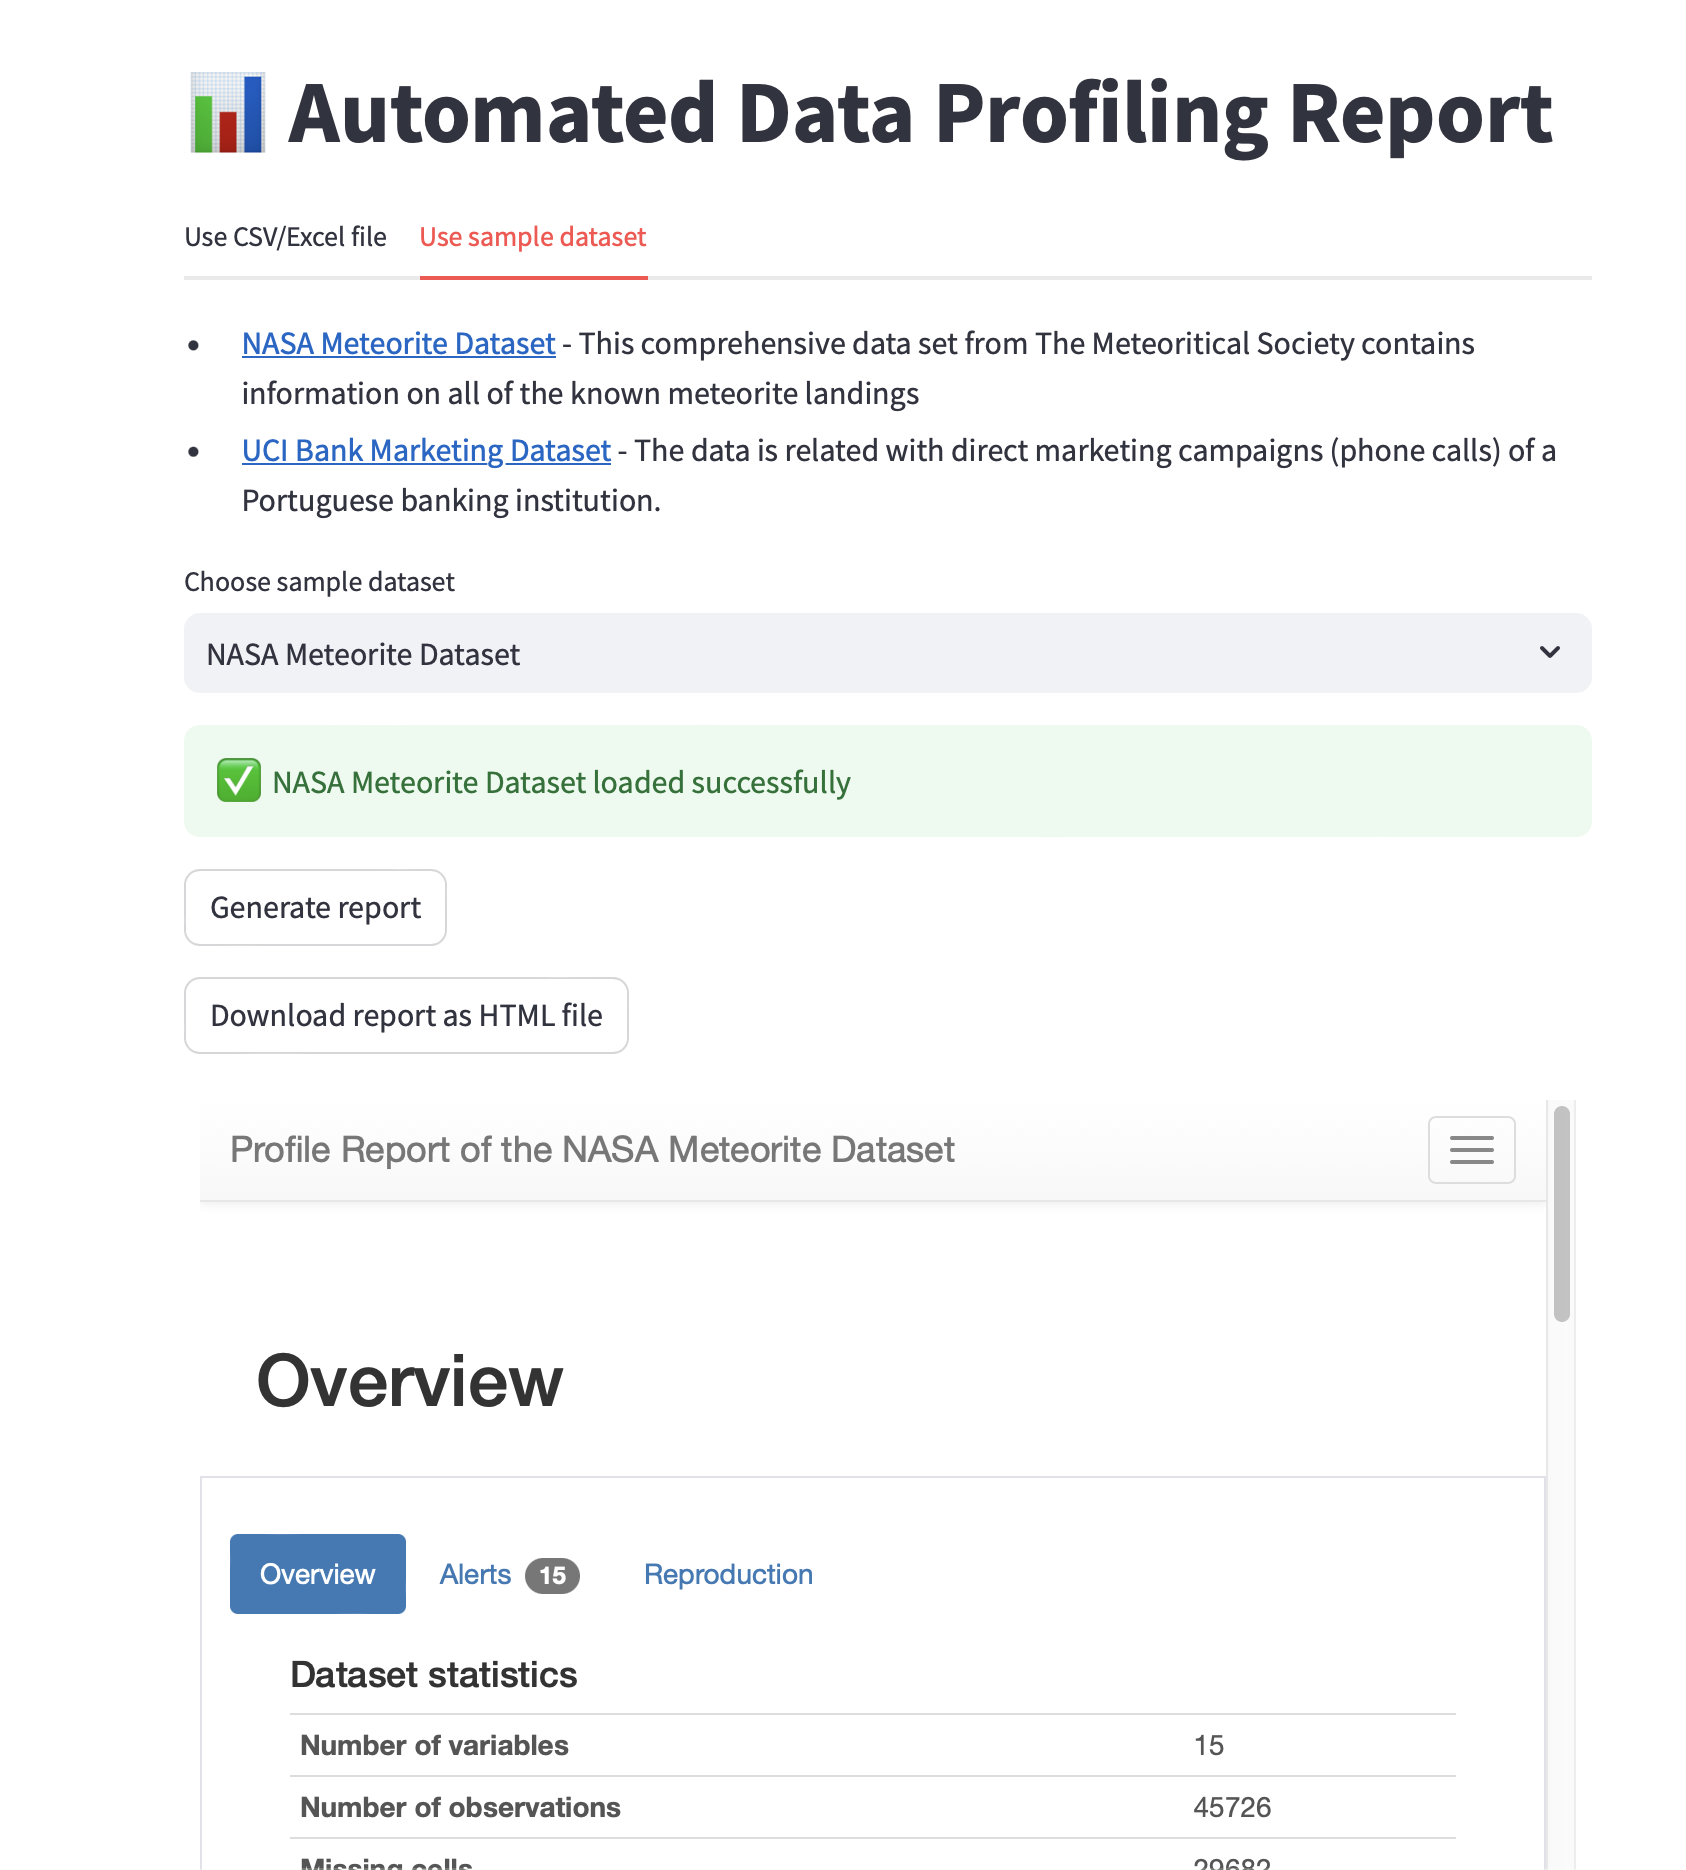 Automated Data Profiling Report
Use CSV/Excel file Use sample dataset
• NASA Meteorite Dataset - This comprehensive data set from The Meteoritical Society contains
information on all of the known meteorite landings
• UCI Bank Marketing Dataset - The data is related with direct marketing campaigns (phone calls) of a
Portuguese banking institution.
Choose sample dataset
NASA Meteorite Dataset
NASA Meteorite Dataset loaded successfully
Generate report
Download report as HTML file
Profile Report of the NASA Meteorite Dataset
Overview
Overview Alerts 15 Reproduction
Dataset statistics
Number of variables 15
Number of observations 45726
Missing cells 29682